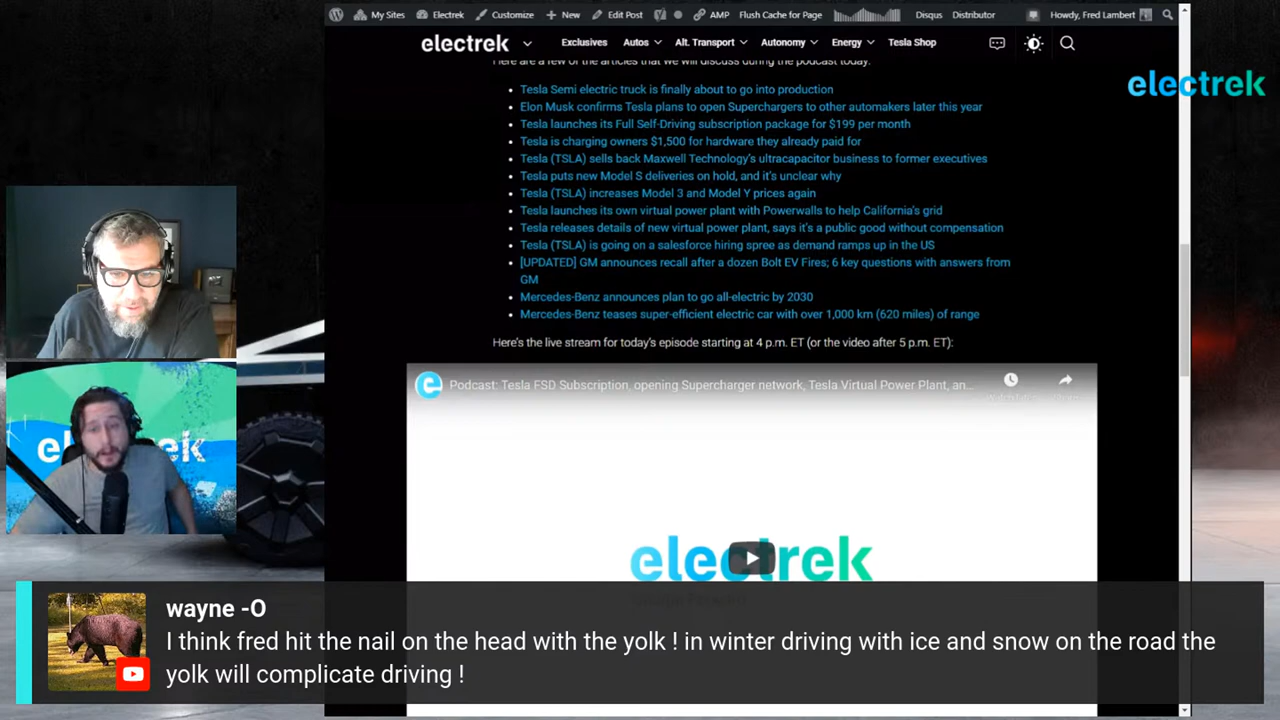 My Sites Electrek Customize New Edit Post AMP Flush Cache for Page Disqus Distributor Howdy, Fred Lambert
electrek Exclusives Autos Alt. Transport Autonomy Energy Tesla Shop
electrek
Here are a few of the articles that we will discuss during the podcast today:
Tesla Semi electric truck is finally about to go into production
Elon Musk confirms Tesla plans to open Superchargers to other automakers later this year
Tesla launches its Full Self-Driving subscription package for $199 per month
Tesla is charging owners $1,500 for hardware they already paid for
Tesla (TSLA) sells back Maxwell Technology's ultracapacitor business to former executives
Tesla puts new Model S deliveries on hold, and it's unclear why
Tesla (TSLA) increases Model 3 and Model Y prices again
Tesla launches its own virtual power plant with Powerwalls to help California's grid
Tesla releases details of new virtual power plant, says it's a public good without compensation
Tesla (TSLA) is going on a salesforce hiring spree as demand ramps up in the US
[UPDATED] GM announces recall after a dozen Bolt EV Fires; 6 key questions with answers from
GM
Mercedes-Benz announces plan to go all-electric by 2030
Mercedes-Benz teases super-efficient electric car with over 1,000 km (620 miles) of range
Here's the live stream for today's episode starting at 4 p.m. ET (or the video after 5 p.m. ET):
Podcast: Tesla FSD Subscription, opening Supercharger network, Tesla Virtual Power Plant, an...
electrek
wayne -O
I think fred hit the nail on the head with the yolk ! in winter driving with ice and snow on the road the
yolk will complicate driving !